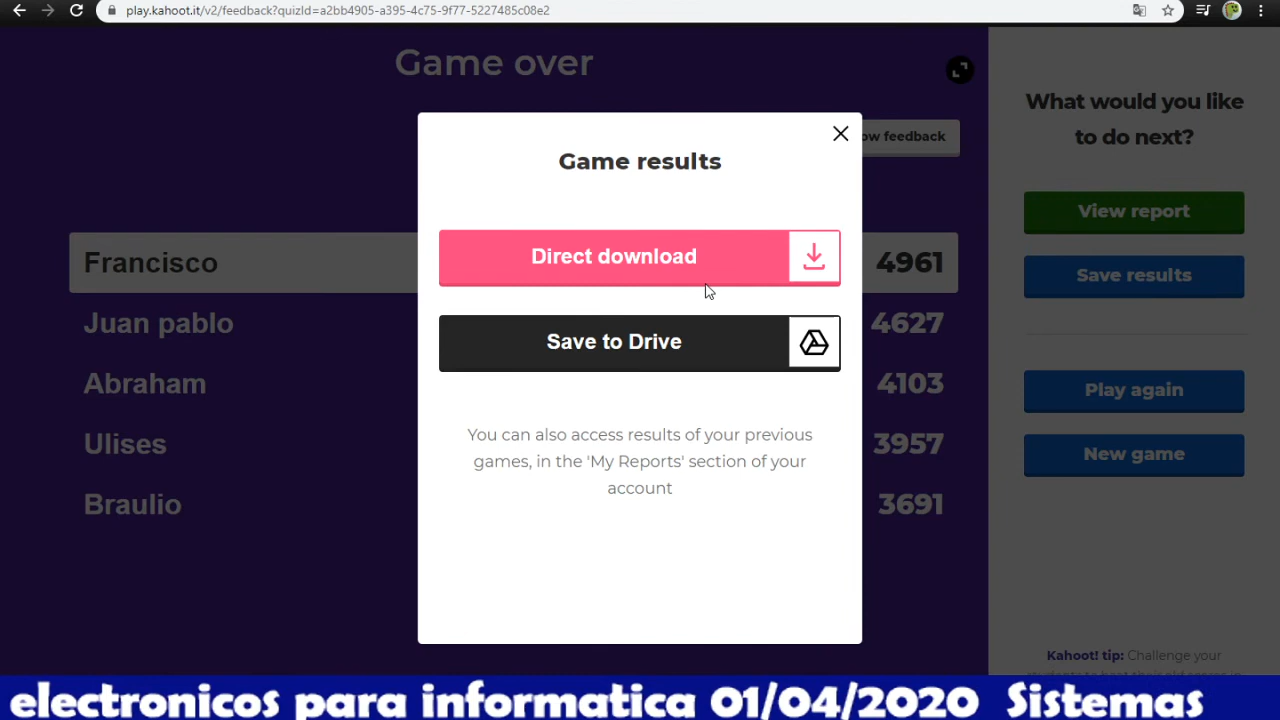 play.kahoot.it/v2/feedback?quizId=a2bb4905-a395-4c75-9f77-5227485c08e2
Game over
What would you like
to do next?
ow feedback
Game results
View report
Direct download
Francisco
4961
Save results
Juan pablo
4627
Save to Drive
Abraham
4103
Play again
Ulises
3957
You can also access results of your previous
games, in the 'My Reports' section of your
account
New game
Braulio
3691
Kahoot! tip: Challenge your
electronicos para informatica 01/04/2020 Sistemas